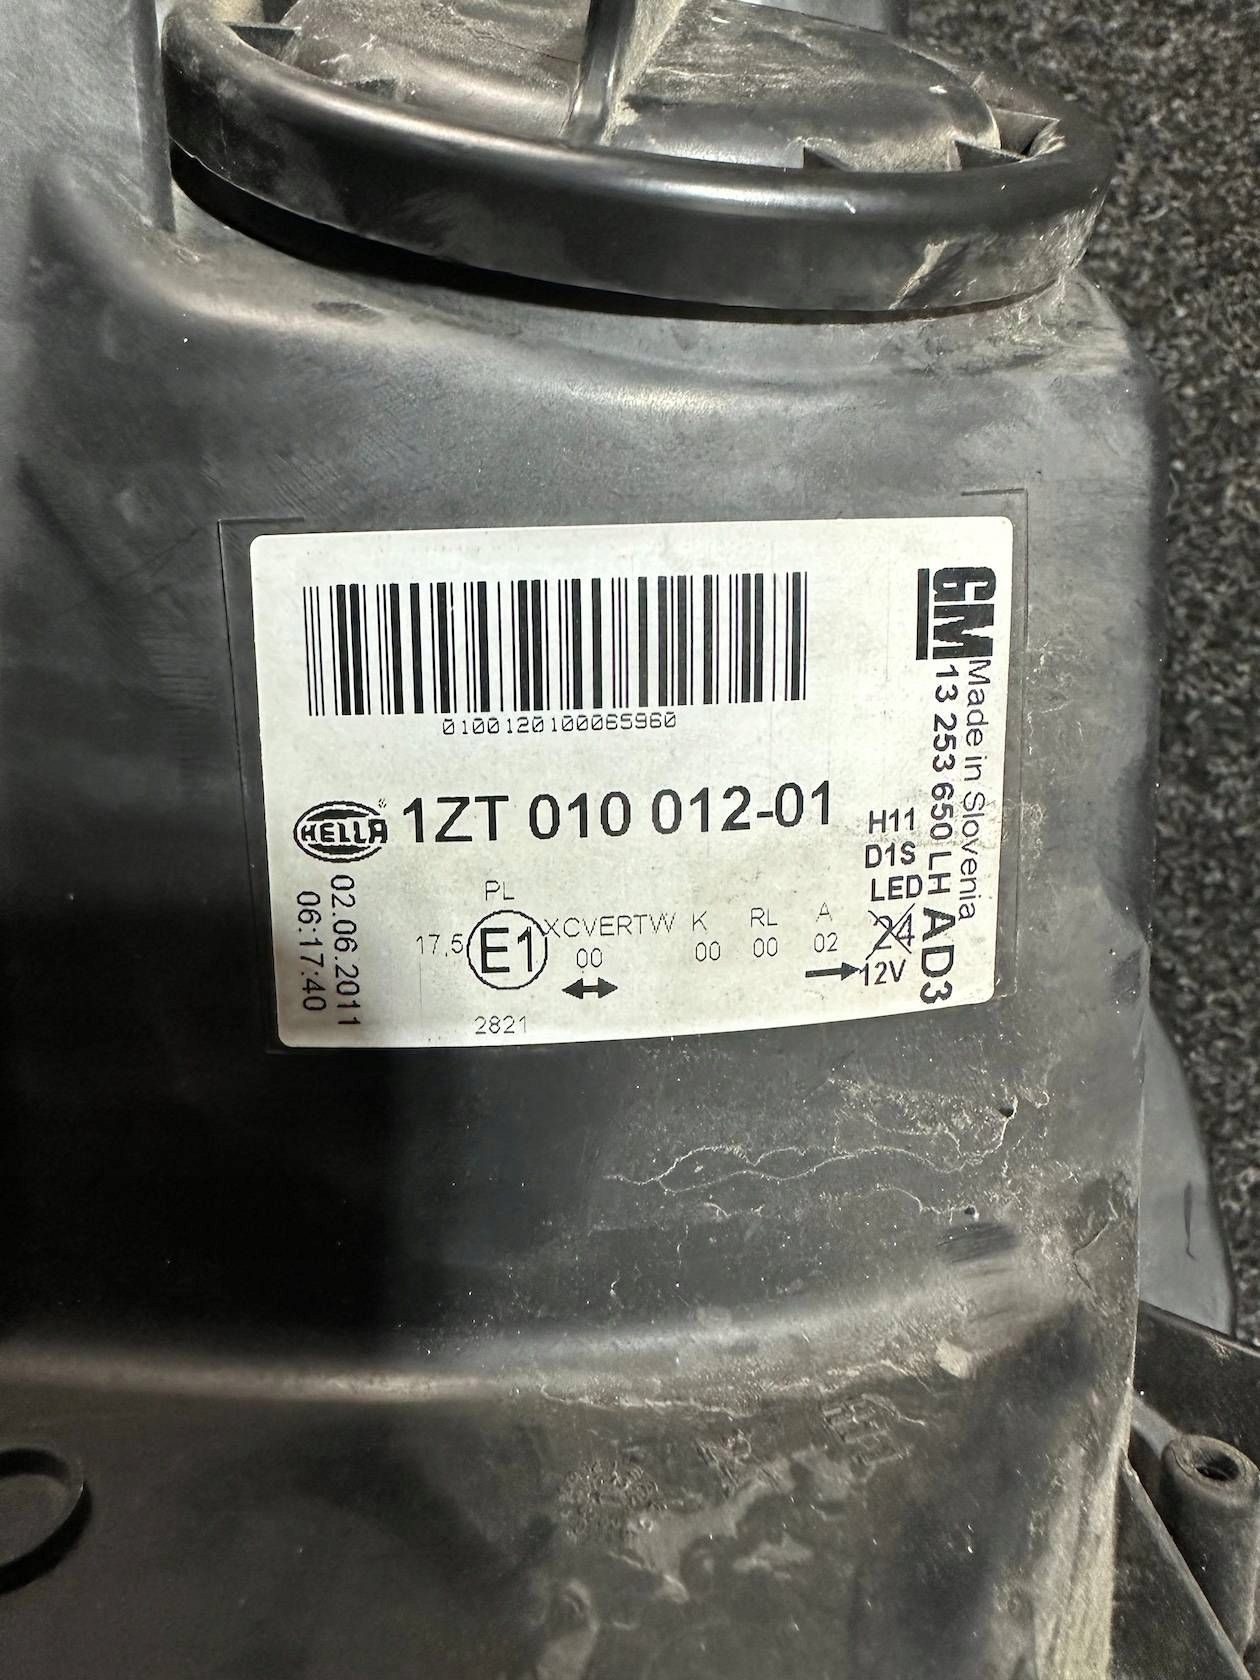 GM
Made in Slovenia
13 253 650 LH AD3
0100120100065960
HELLA ® 1ZT 010 012-01
H11
D1S
LED
24
12V
02.06.2011
06:17:40
PL
17,5 E1 XCVERTW K RL A
00 00 00 02
2821